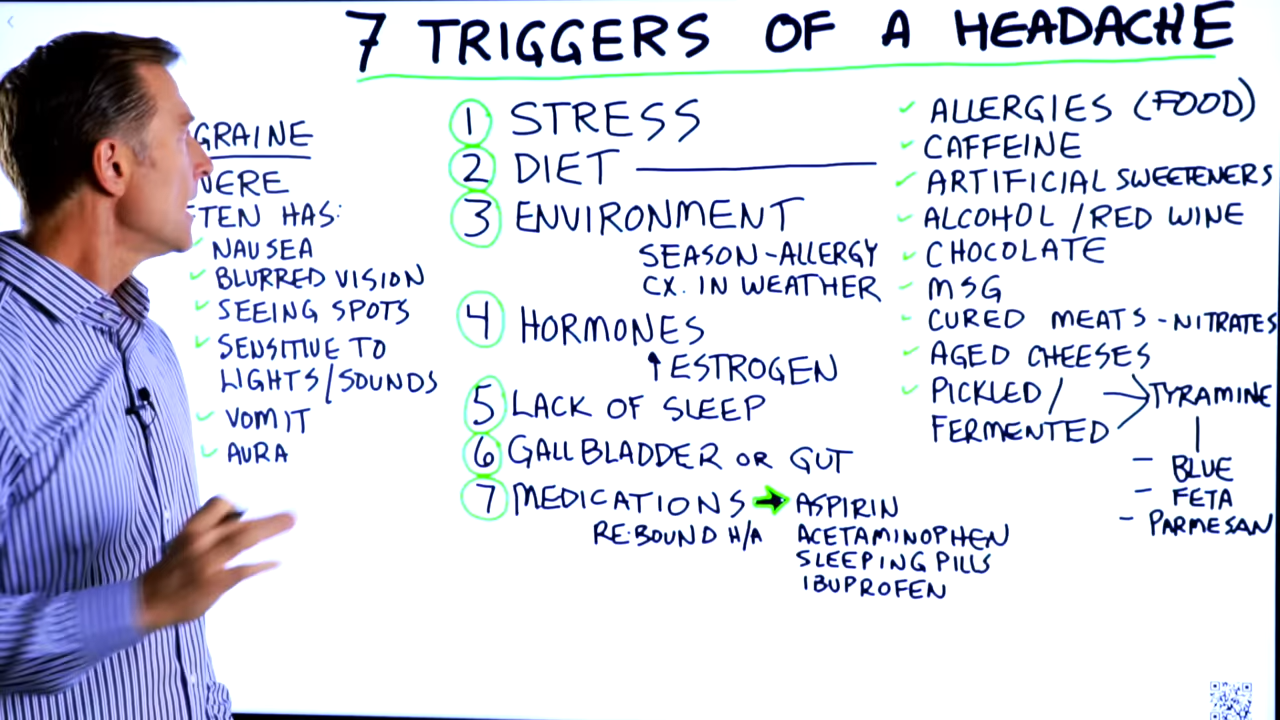 7 TRIGGERS OF A HEADACHE
GRAINE
VERE
TEN HAS:
NAUSEA
BLURRED VISION
SEEING SPOTS
SENSITIVE TO
LIGHTS/SOUNDS
VOMIT
AURA
1 STRESS
2 DIET
3 ENVIRONMENT
SEASON-ALLERGY
CX. IN WEATHER
4 HORMONES
↑ESTROGEN
5 LACK OF SLEEP
6 GALLBLADDER OR GUT
7 MEDICATIONS → ASPIRIN
RE:BOUND H/A ACETAMINOPHEN
SLEEPING PILLS
IBUPROFEN
✓ ALLERGIES (FOOD)
✓ CAFFEINE
✓ ARTIFICIAL SWEETENERS
✓ ALCOHOL / RED WINE
✓ CHOCOLATE
✓ MSG
✓ CURED MEATS - NITRATES
✓ AGED CHEESES
✓ PICKLED /
FERMENTED
TYRAMINE
- BLUE
- FETA
- PARMESAN